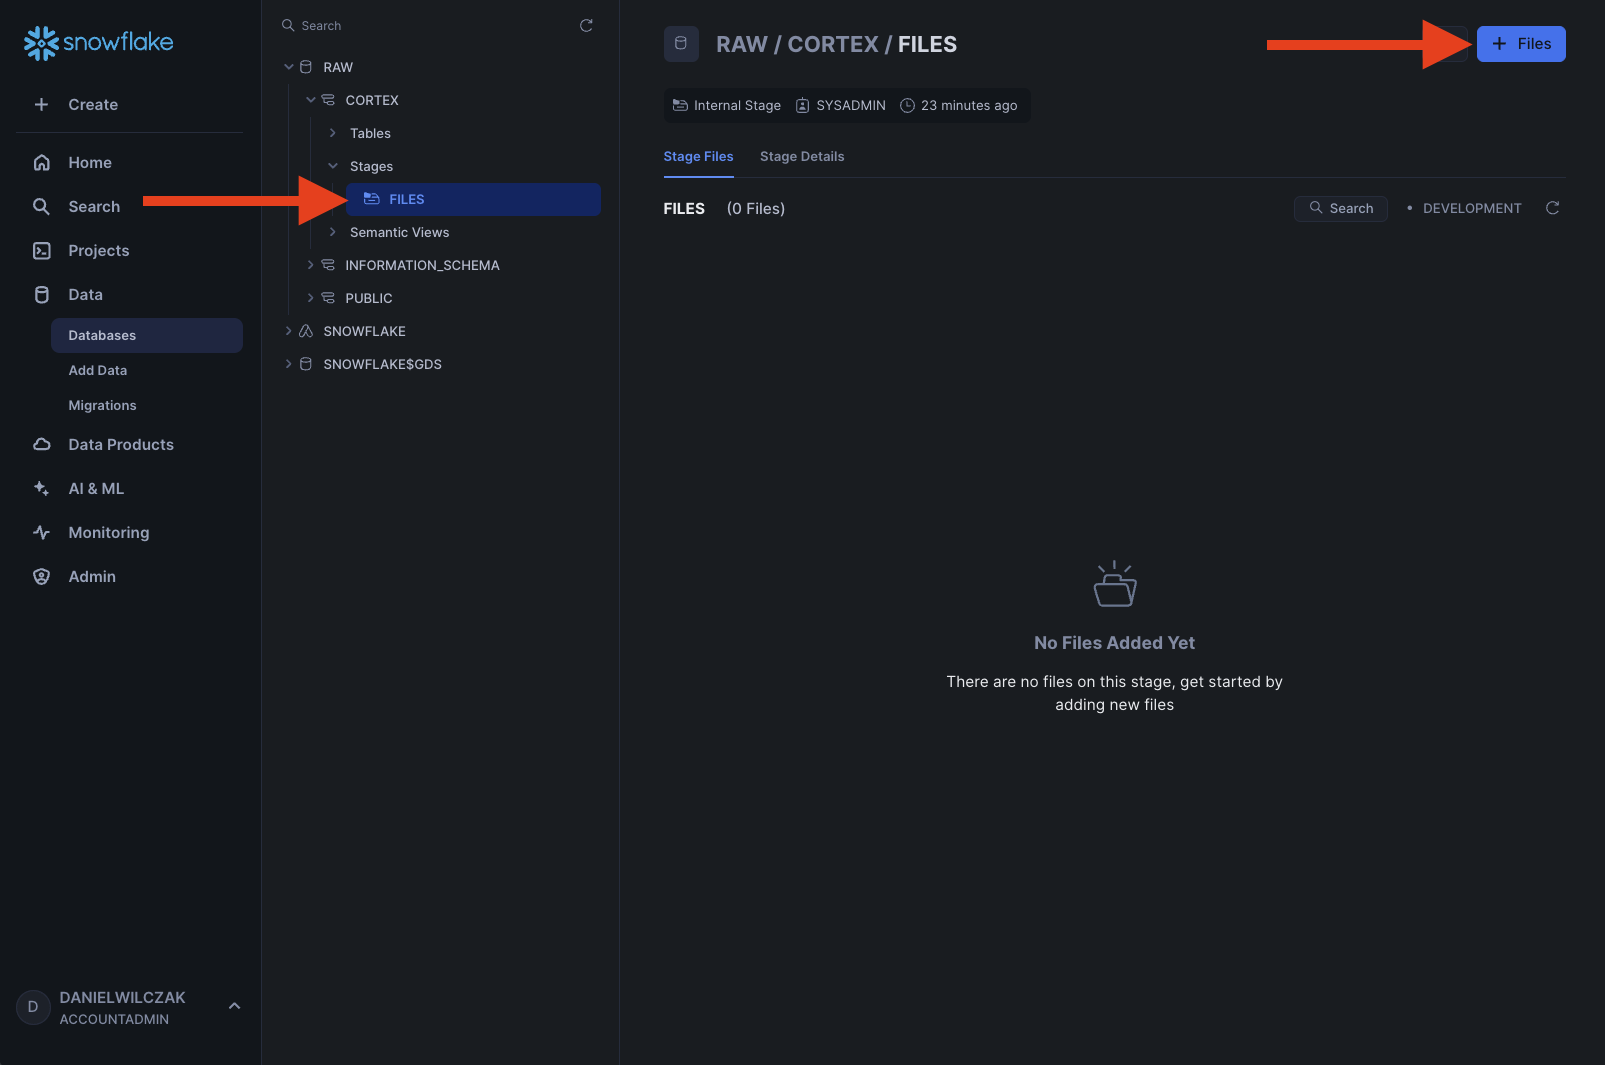 snowflake
Create
Home
Search
Projects
Data
Databases
Add Data
Migrations
Data Products
AI & ML
Monitoring
Admin
D
DANIELWILCZAK
ACCOUNTADMIN
Search
RAW
CORTEX
Tables
Stages
FILES
Semantic Views
INFORMATION_SCHEMA
PUBLIC
SNOWFLAKE
SNOWFLAKE$GDS
RAW / CORTEX / FILES
+ Files
Internal Stage SYSADMIN 23 minutes ago
Stage Files Stage Details
FILES (0 Files)
Search • DEVELOPMENT
No Files Added Yet
There are no files on this stage, get started by
adding new files